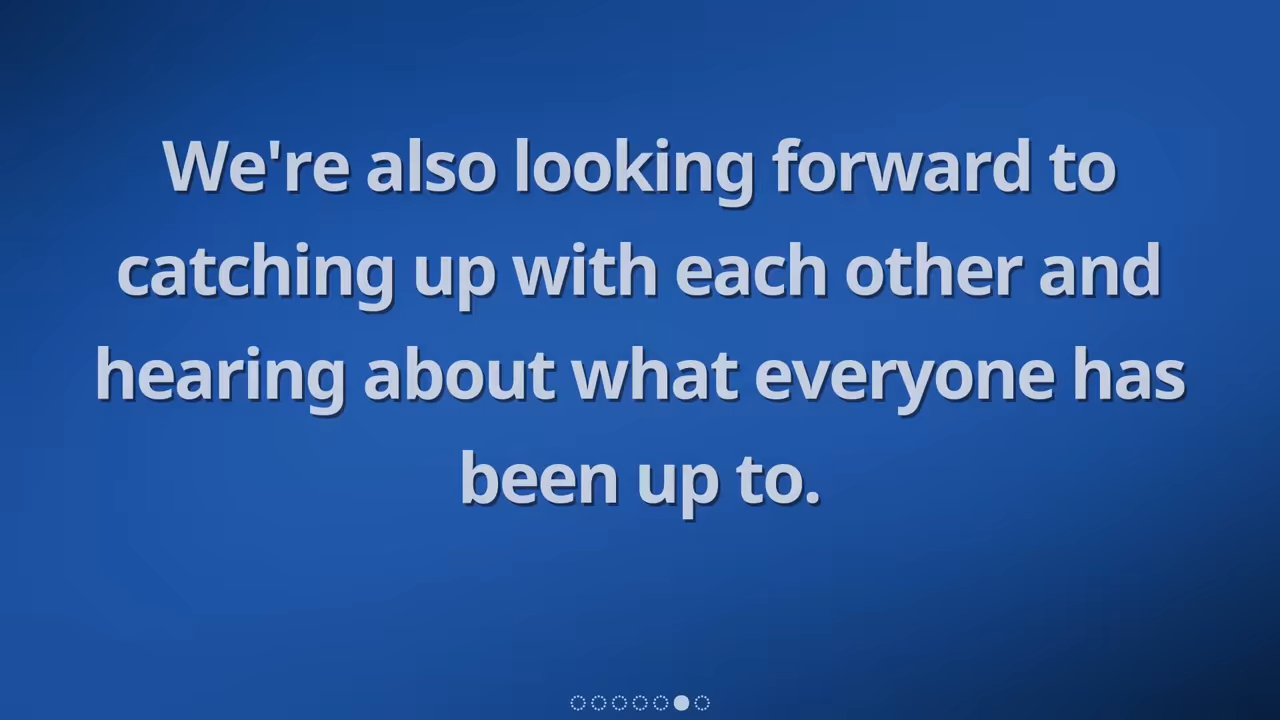 We're also looking forward to
catching up with each other and
hearing about what everyone has
been up to.